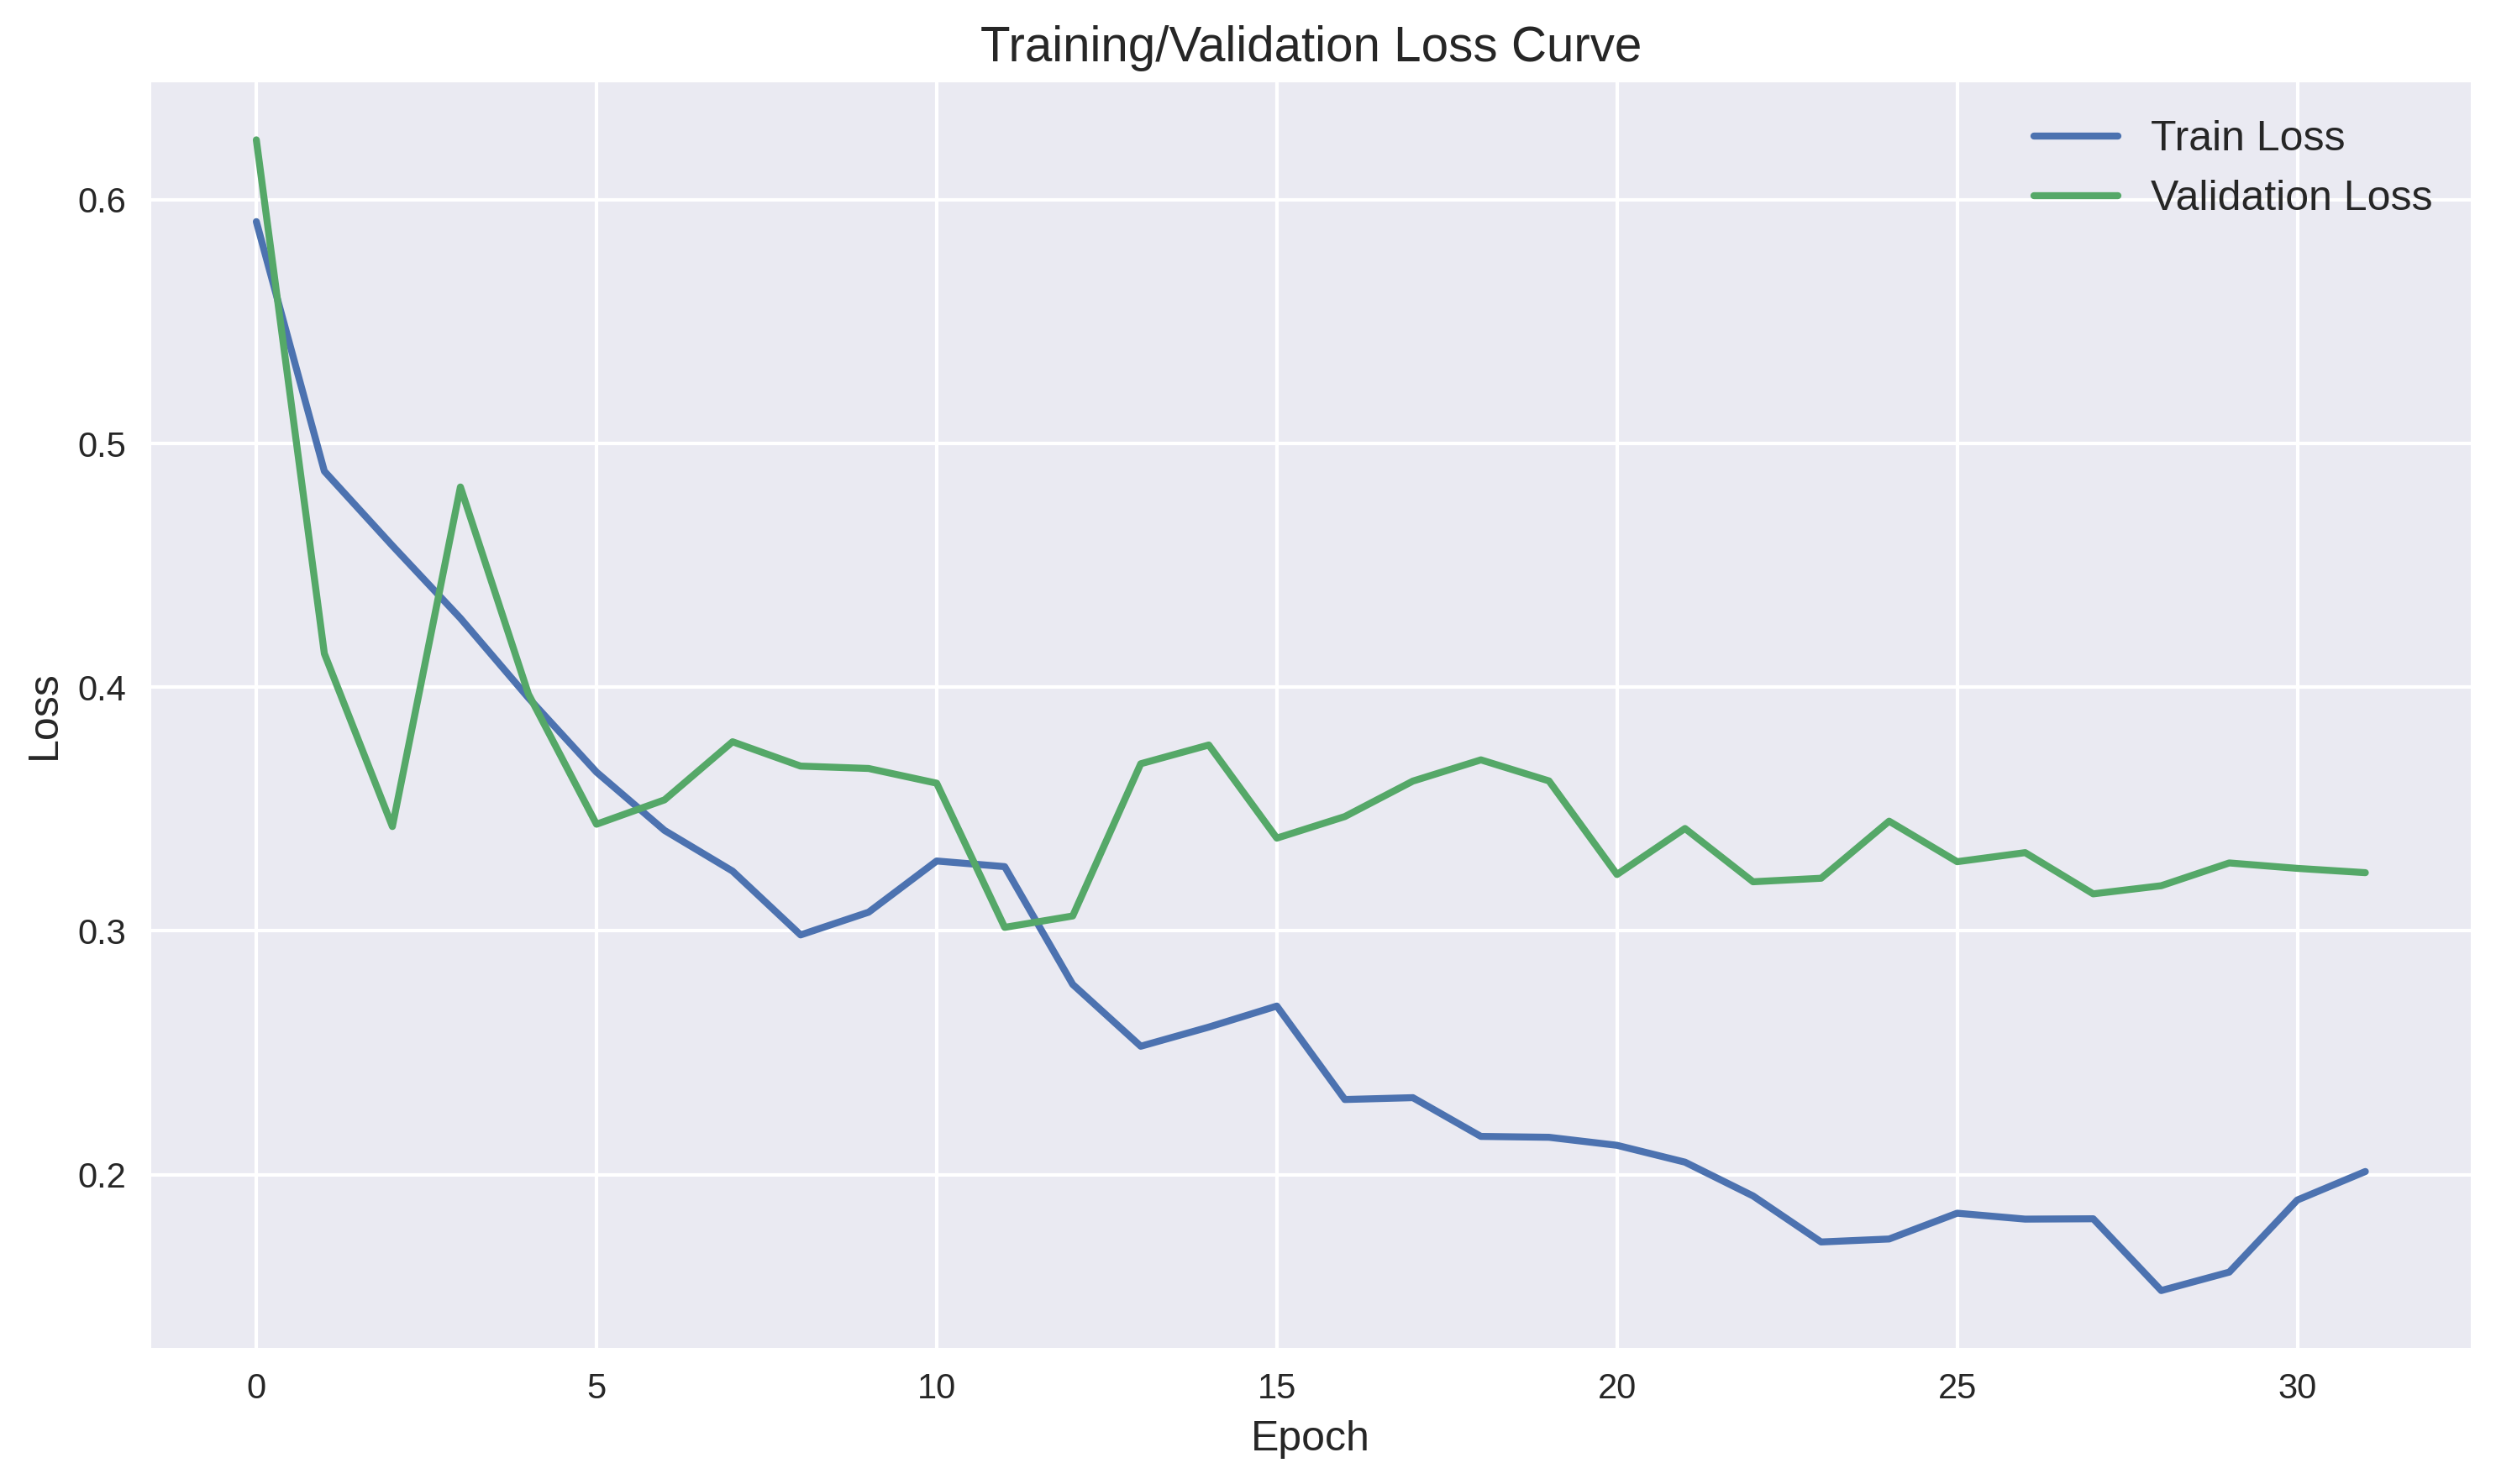 Training/Validation Loss Curve
Train Loss
Validation Loss
0.6
0.5
0.4
0.3
0.2
Loss
0 5 10 15 20 25 30
Epoch